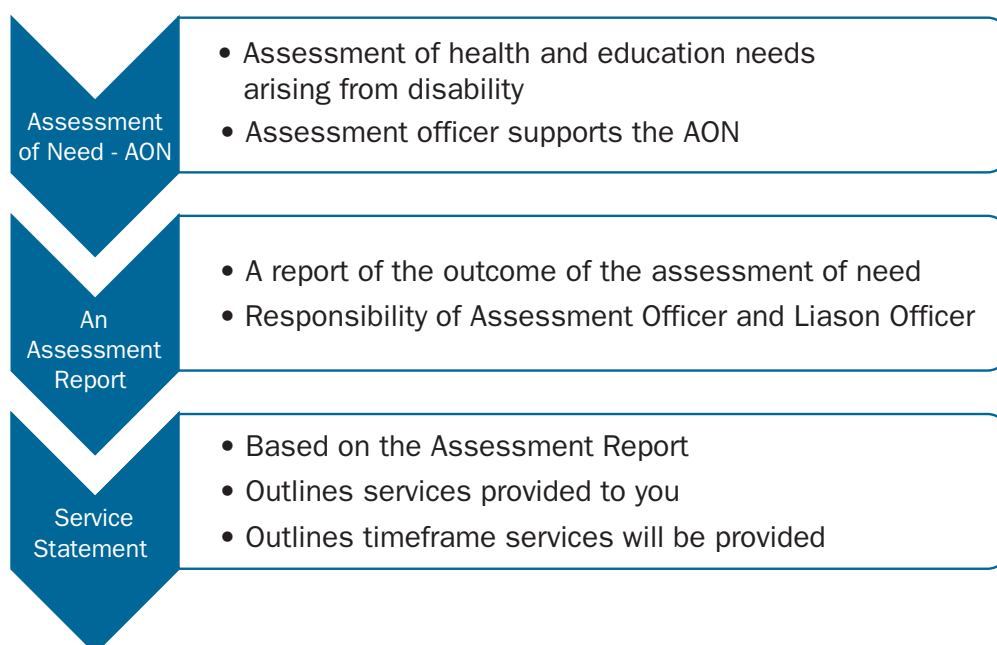 Assessment
of Need - AON
• Assessment of health and education needs
arising from disability
• Assessment officer supports the AON
An
Assessment
Report
• A report of the outcome of the assessment of need
• Responsibility of Assessment Officer and Liason Officer
Service
Statement
• Based on the Assessment Report
• Outlines services provided to you
• Outlines timeframe services will be provided